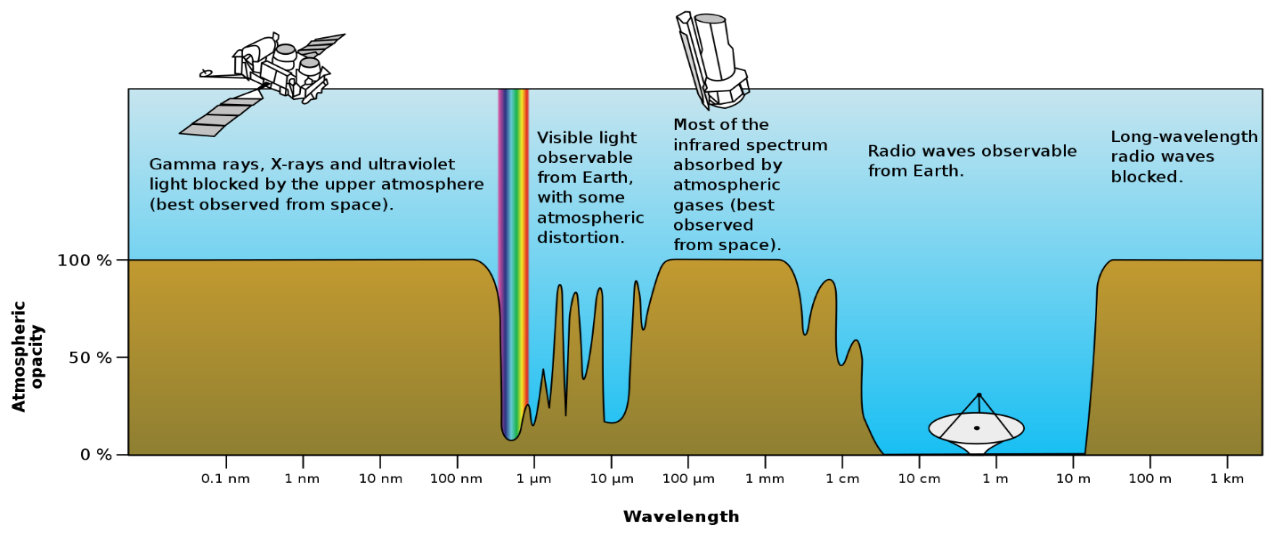 Gamma rays, X-rays and ultraviolet
light blocked by the upper atmosphere
(best observed from space).
Visible light
observable
from Earth,
with some
atmospheric
distortion.
Most of the
infrared spectrum
absorbed by
atmospheric
gases (best
observed
from space).
Radio waves observable
from Earth.
Long-wavelength
radio waves
blocked.
Atmospheric
opacity
100 %
50 %
0 %
0.1 nm
1 nm
10 nm
100 nm
1 μm
10 μm
100 μm
1 mm
1 cm
10 cm
1 m
10 m
100 m
1 km
Wavelength